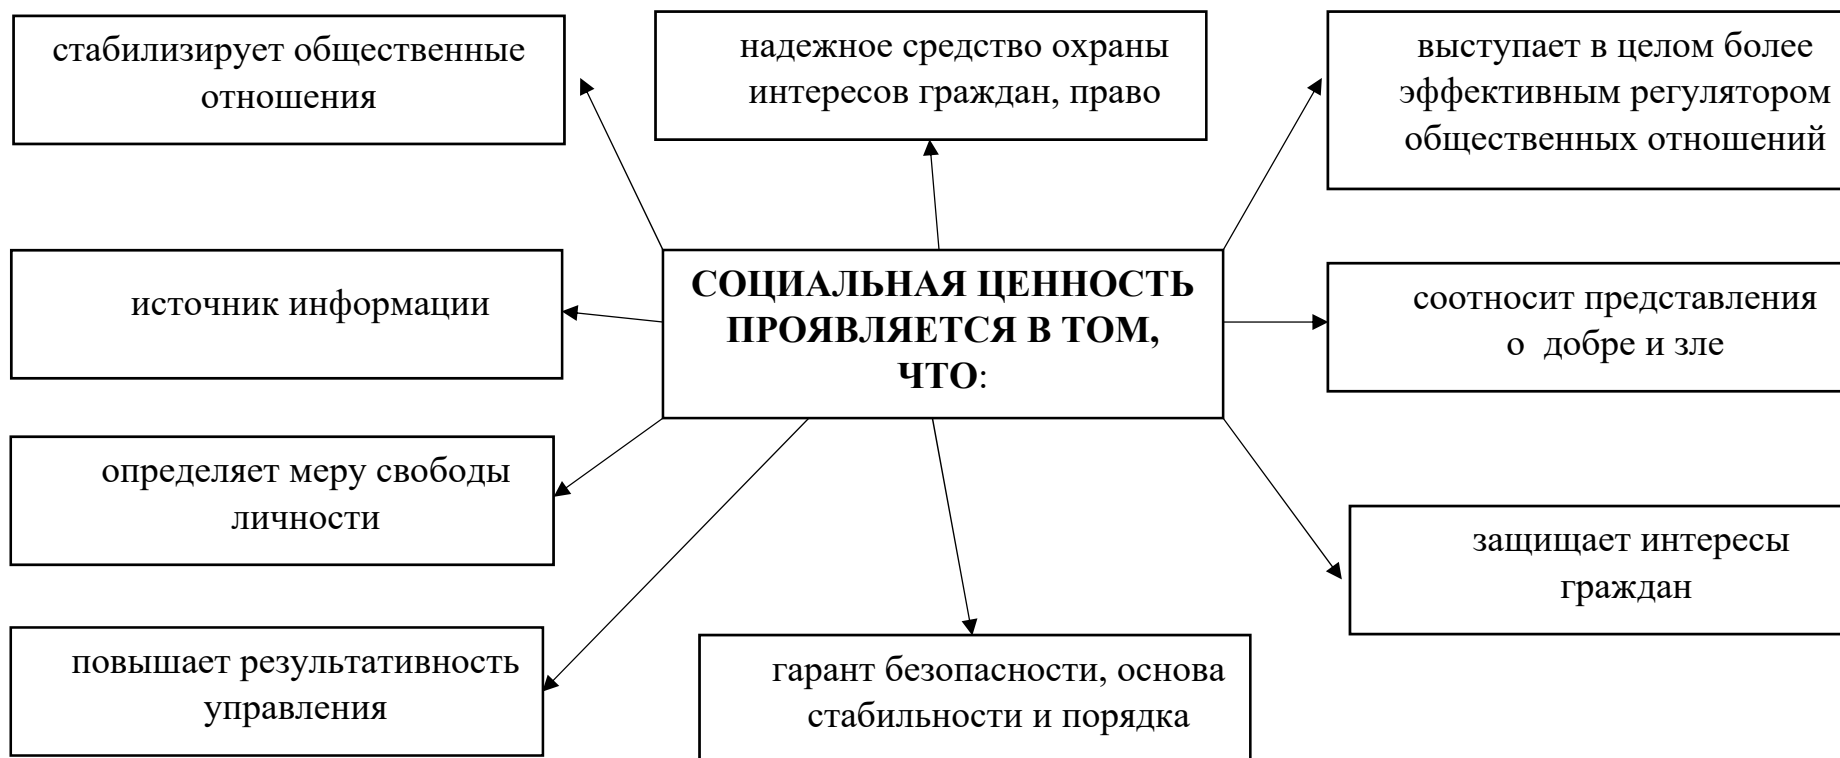 стабилизирует общественные
отношения
надежное средство охраны
интересов граждан, право
выступает в целом более
эффективным регулятором
общественных отношений
источник информации
СОЦИАЛЬНАЯ ЦЕННОСТЬ
ПРОЯВЛЯЕТСЯ В ТОМ,
ЧТО:
соотносит представления
о добре и зле
определяет меру свободы
личности
защищает интересы
граждан
повышает результативность
управления
гарант безопасности, основа
стабильности и порядка